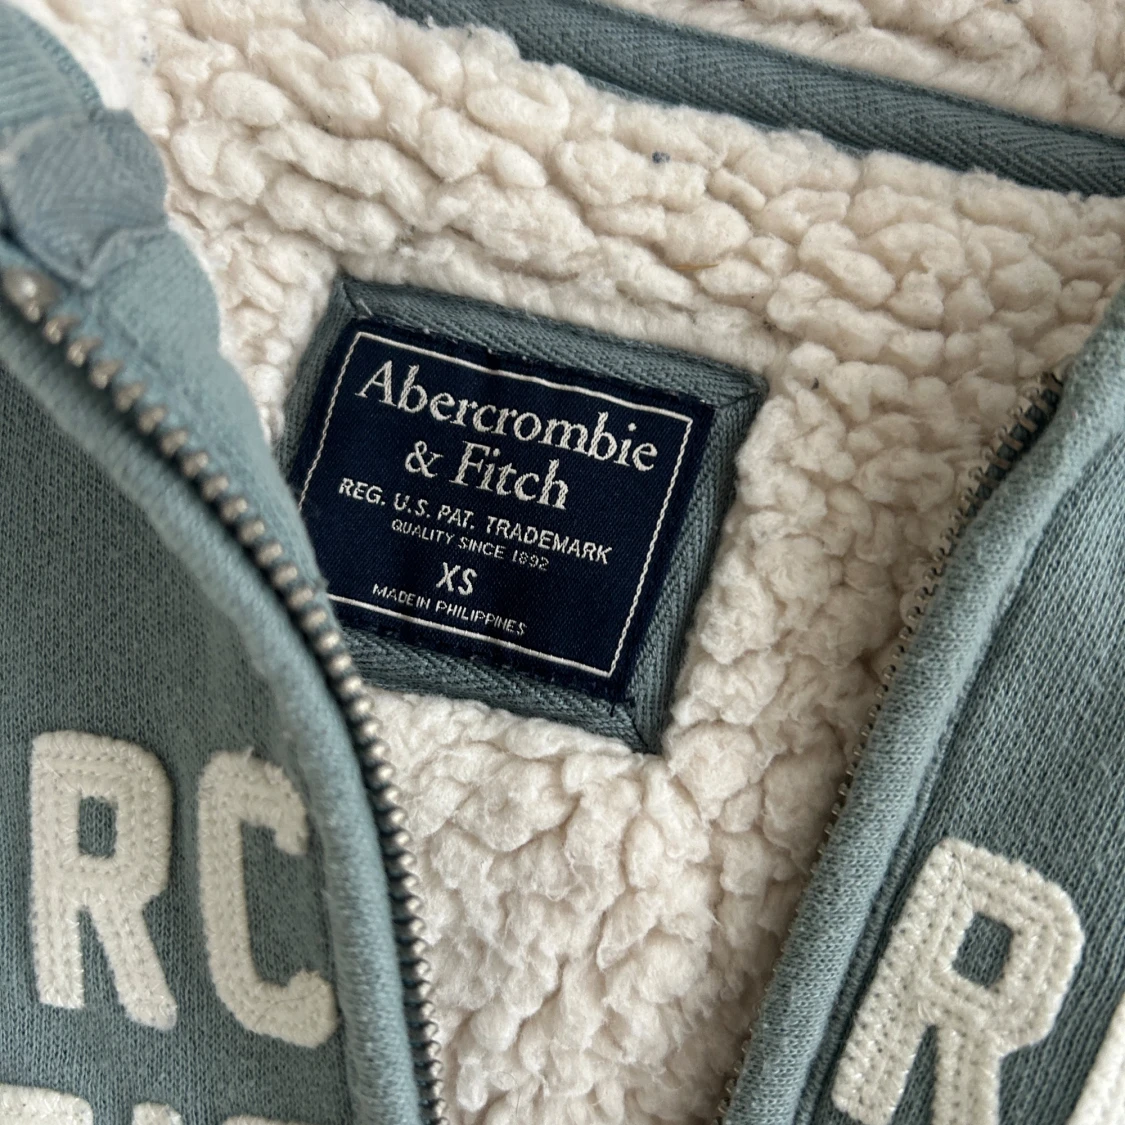 Abercrombie
& Fitch
REG. U.S. PAT. TRADEMARK
QUALITY SINCE 1892
XS
MADE IN PHILIPPINES
RC
R